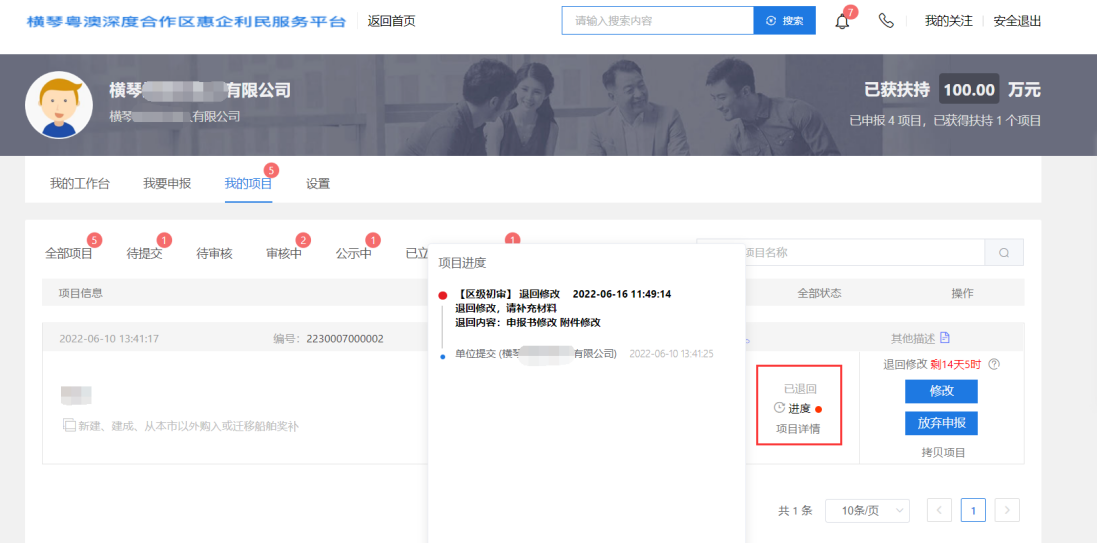 横琴粤澳深度合作区惠企利民服务平台 返回首页 请输入搜索内容 搜索 7 我的关注 安全退出
横琴 有限公司 已获扶持 100.00 万元
横琴 有限公司 已申报 4 项目，已获得扶持 1 个项目
我的工作台 我要申报 我的项目 5 设置
全部项目 5 待提交 1 待审核 审核中 2 公示中 1 已立 1 项目名称
项目进度
项目信息 全部状态 操作
【区级初审】 退回修改 2022-06-16 11:49:14
退回修改，请补充材料
退回内容：申报书修改 附件修改
2022-06-10 13:41:17 编号：2230007000002 其他描述
单位提交 (横琴 有限公司) 2022-06-10 13:41:25
退回修改 剩14天5时
已退回 修改
进度
新建、建成、从本市以外购入或迁移船舶奖补 项目详情 放弃申报
拷贝项目
共 1 条 10条/页 1